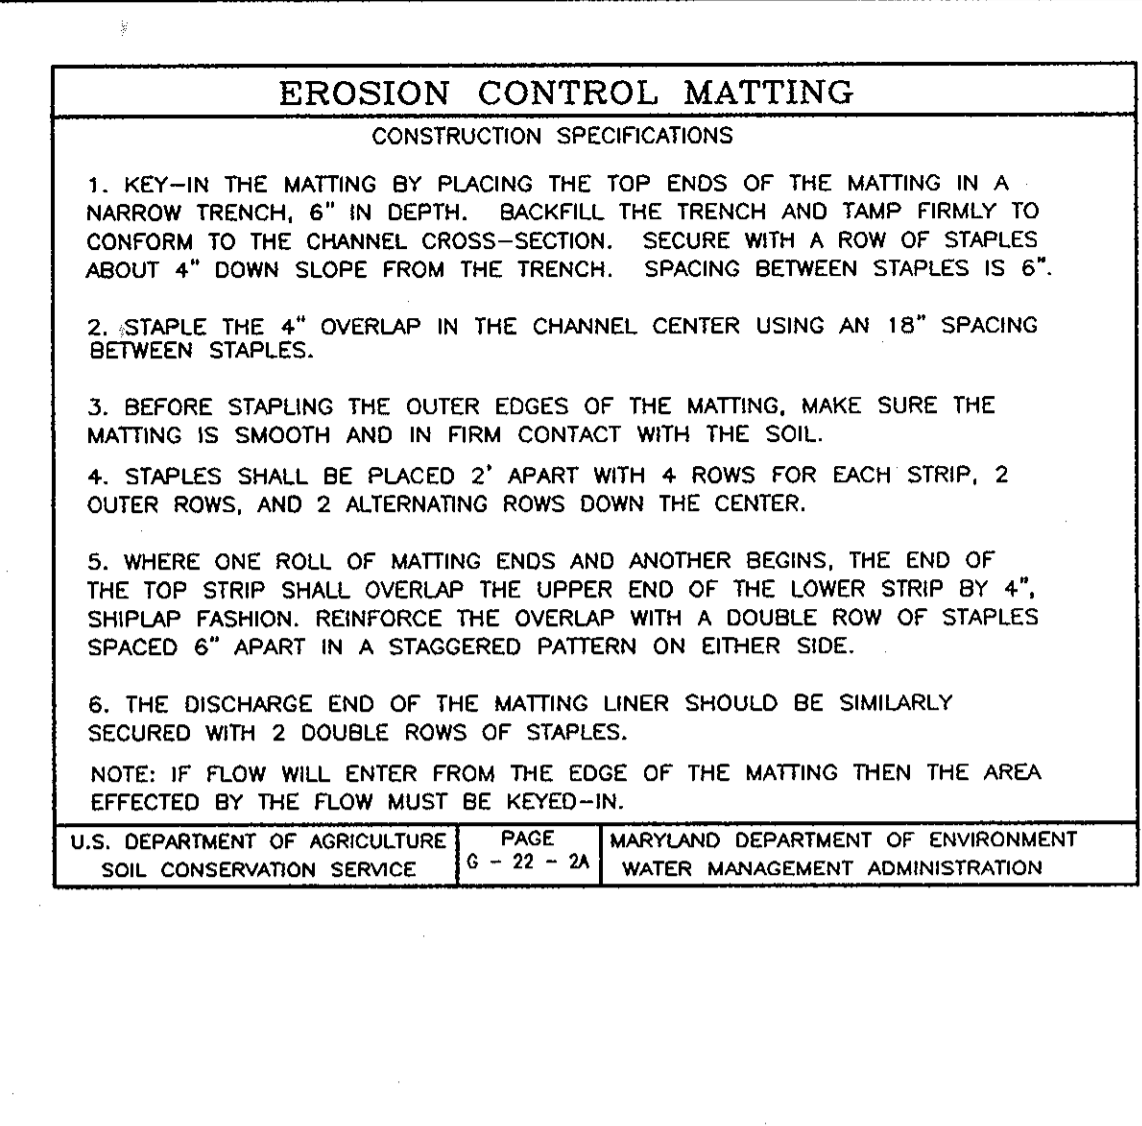 EROSION CONTROL MATTING
CONSTRUCTION SPECIFICATIONS
1. KEY-IN THE MATTING BY PLACING THE TOP ENDS OF THE MATTING IN A
NARROW TRENCH, 6" IN DEPTH. BACKFILL THE TRENCH AND TAMP FIRMLY TO
CONFORM TO THE CHANNEL CROSS-SECTION. SECURE WITH A ROW OF STAPLES
ABOUT 4" DOWN SLOPE FROM THE TRENCH. SPACING BETWEEN STAPLES IS 6".
2. STAPLE THE 4" OVERLAP IN THE CHANNEL CENTER USING AN 18" SPACING
BETWEEN STAPLES.
3. BEFORE STAPLING THE OUTER EDGES OF THE MATTING, MAKE SURE THE
MATTING IS SMOOTH AND IN FIRM CONTACT WITH THE SOIL.
4. STAPLES SHALL BE PLACED 2' APART WITH 4 ROWS FOR EACH STRIP, 2
OUTER ROWS, AND 2 ALTERNATING ROWS DOWN THE CENTER.
5. WHERE ONE ROLL OF MATTING ENDS AND ANOTHER BEGINS, THE END OF
THE TOP STRIP SHALL OVERLAP THE UPPER END OF THE LOWER STRIP BY 4",
SHIPLAP FASHION. REINFORCE THE OVERLAP WITH A DOUBLE ROW OF STAPLES
SPACED 6" APART IN A STAGGERED PATTERN ON EITHER SIDE.
6. THE DISCHARGE END OF THE MATTING LINER SHOULD BE SIMILARLY
SECURED WITH 2 DOUBLE ROWS OF STAPLES.
NOTE: IF FLOW WILL ENTER FROM THE EDGE OF THE MATTING THEN THE AREA
EFFECTED BY THE FLOW MUST BE KEYED-IN.
U.S. DEPARTMENT OF AGRICULTURE
SOIL CONSERVATION SERVICE
PAGE
G - 22 - 2A
MARYLAND DEPARTMENT OF ENVIRONMENT
WATER MANAGEMENT ADMINISTRATION